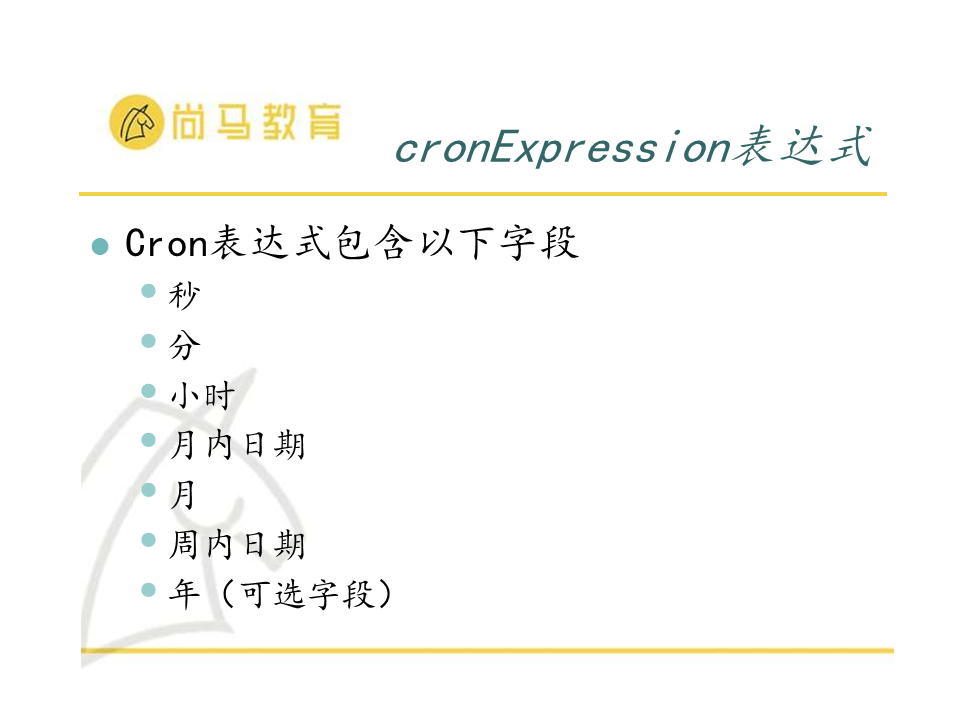 尚马教育
cronExpression表达式
Cron表达式包含以下字段
秒
分
小时
月内日期
月
周内日期
年（可选字段）